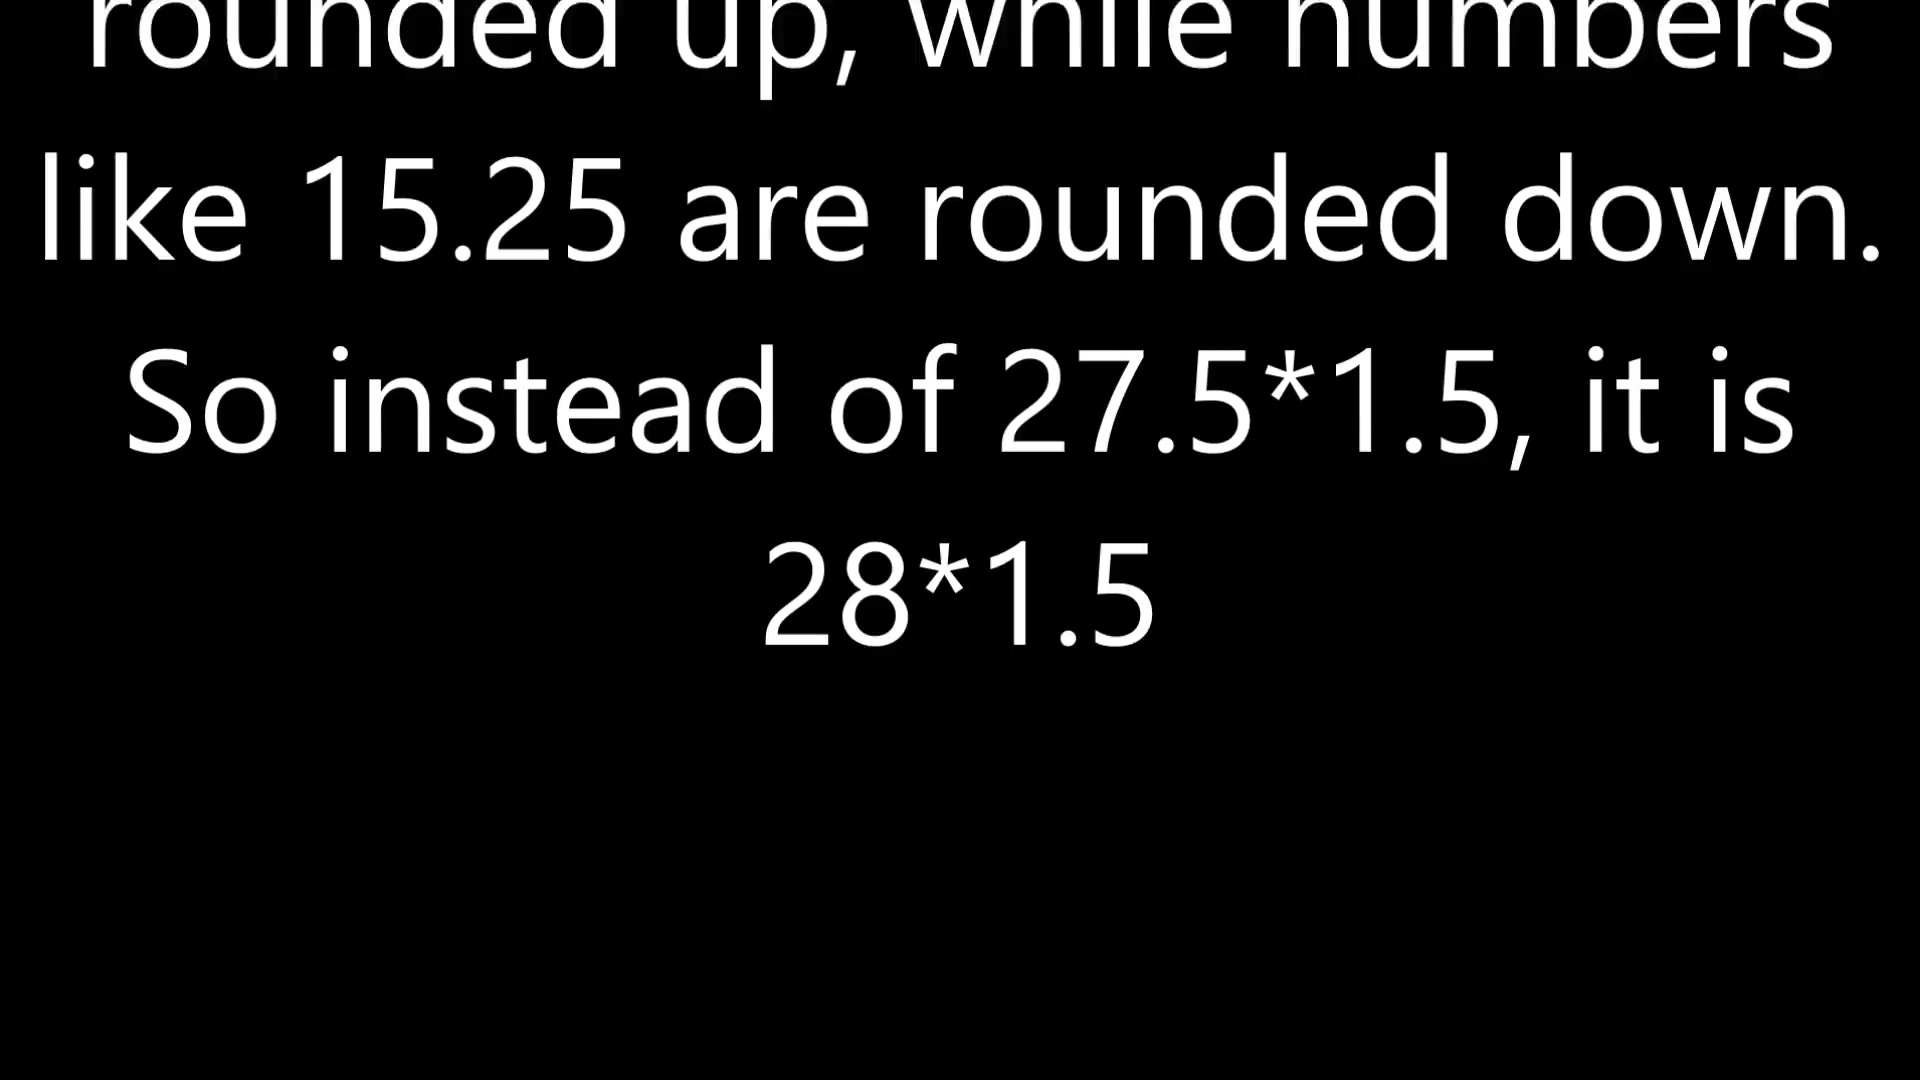 rounded up, while numbers
like 15.25 are rounded down.
So instead of 27.5*1.5, it is
28*1.5